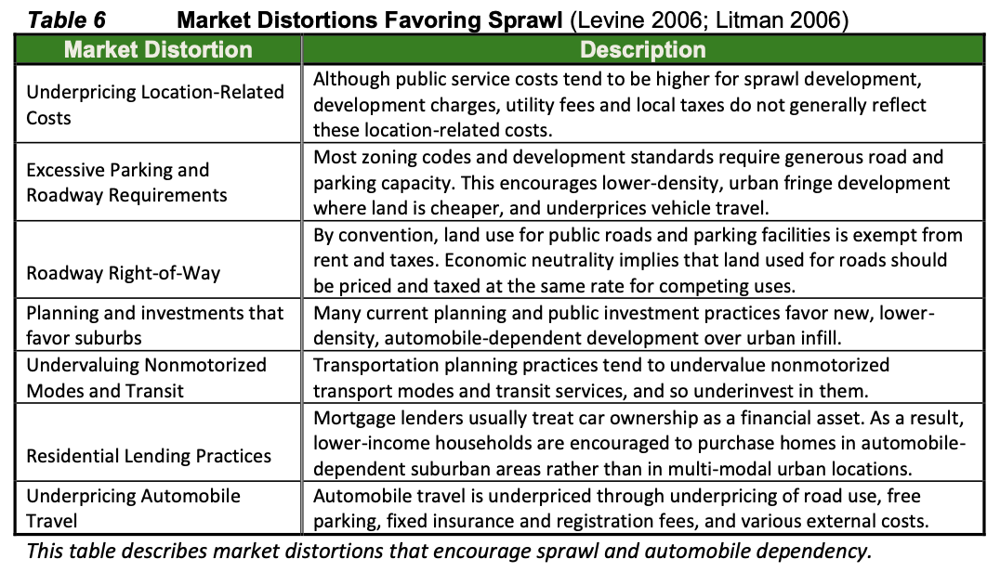 Table 6 Market Distortions Favoring Sprawl (Levine 2006; Litman 2006)
Market Distortion Description
Underpricing Location-Related
Costs
Although public service costs tend to be higher for sprawl development,
development charges, utility fees and local taxes do not generally reflect
these location-related costs.
Excessive Parking and
Roadway Requirements
Most zoning codes and development standards require generous road and
parking capacity. This encourages lower-density, urban fringe development
where land is cheaper, and underprices vehicle travel.
Roadway Right-of-Way
By convention, land use for public roads and parking facilities is exempt from
rent and taxes. Economic neutrality implies that land used for roads should
be priced and taxed at the same rate for competing uses.
Planning and investments that
favor suburbs
Many current planning and public investment practices favor new, lower-
density, automobile-dependent development over urban infill.
Undervaluing Nonmotorized
Modes and Transit
Transportation planning practices tend to undervalue nonmotorized
transport modes and transit services, and so underinvest in them.
Residential Lending Practices
Mortgage lenders usually treat car ownership as a financial asset. As a result,
lower-income households are encouraged to purchase homes in automobile-
dependent suburban areas rather than in multi-modal urban locations.
Underpricing Automobile
Travel
Automobile travel is underpriced through underpricing of road use, free
parking, fixed insurance and registration fees, and various external costs.
This table describes market distortions that encourage sprawl and automobile dependency.